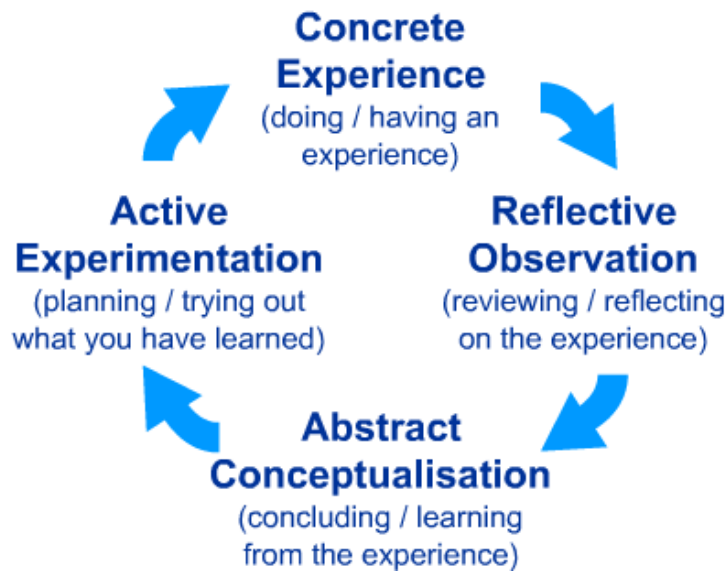 Concrete
Experience
(doing / having an
experience)
Reflective
Observation
(reviewing / reflecting
on the experience)
Abstract
Conceptualisation
(concluding / learning
from the experience)
Active
Experimentation
(planning / trying out
what you have learned)